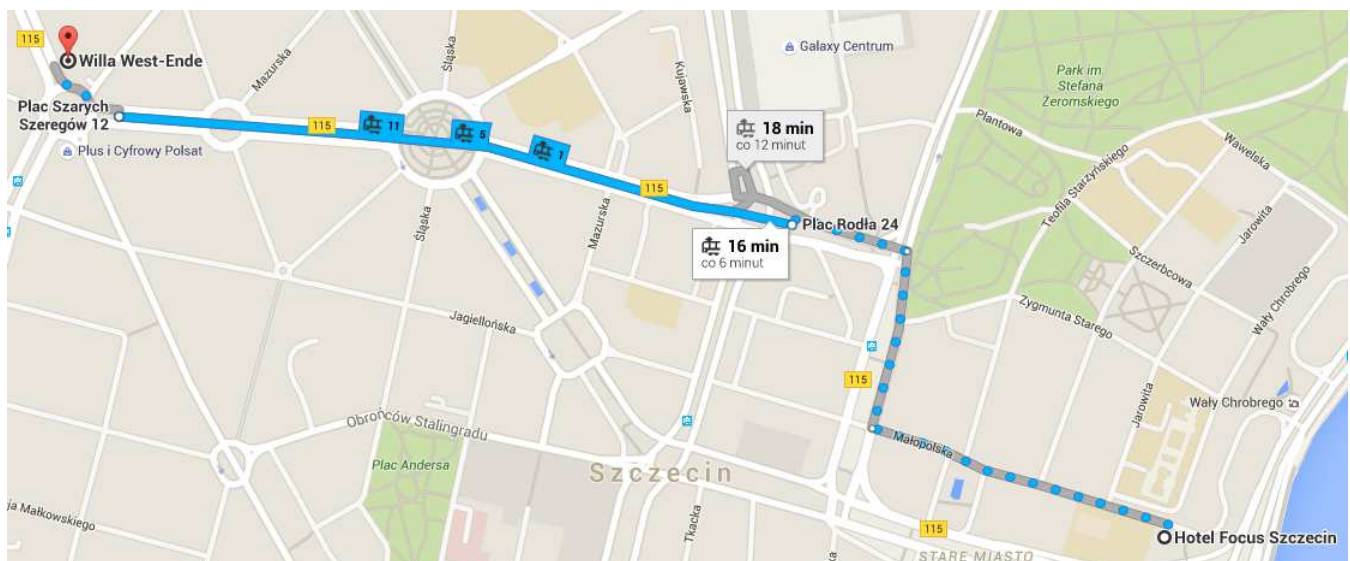 115
Willa West-Ende
Plac Szarych
Szeregów 12
Plus i Cyfrowy Polsat
Mazurska
Śląska
115
11
5
1
Kujawska
Galaxy Centrum
18 min
co 12 minut
115
Plac Rodła 24
16 min
co 6 minut
Park im.
Stefana
Żeromskiego
Plantowa
Wawelska
Teofila Starzyńskiego
Jarowita
Szczerbcowa
Wały Chrobrego
Zygmunta Starego
Śląska
Mazurska
Jagiellońska
115
Jarowita
Wały Chrobrego
Obrońców Stalingradu
Małopolska
Plac Andersa
Szczecin
ja Małkowskiego
Tkacka
115
Hotel Focus Szczecin
STARE MIASTO